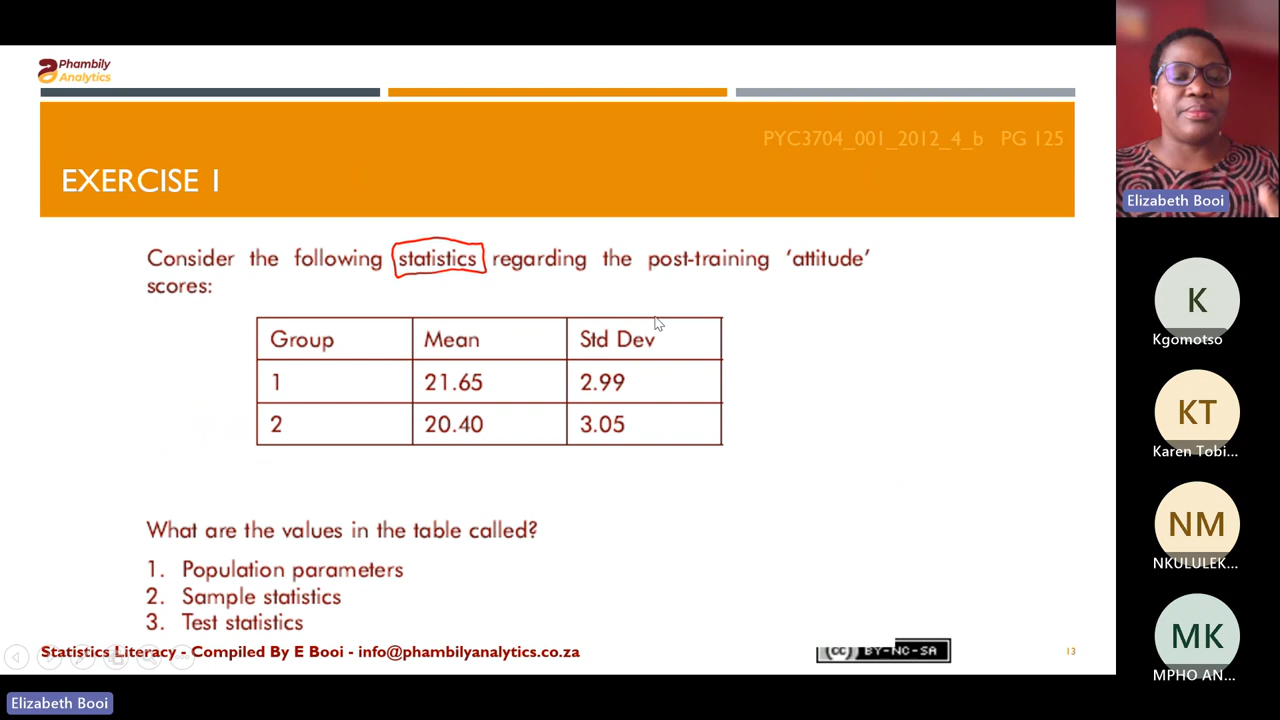 Phambily
Analytics
PYC3704_001_2012_4_b PG 125
EXERCISE 1
Consider the following statistics regarding the post-training ‘attitude’
scores:
Group Mean Std Dev
1 21.65 2.99
2 20.40 3.05
What are the values in the table called?
1. Population parameters
2. Sample statistics
3. Test statistics
Statistics Literacy - Compiled By E Booi - info@phambilyanalytics.co.za
CC BY-NC-SA
13
Elizabeth Booi
Elizabeth Booi
K
Kgomotso
KT
Karen Tobi...
NM
NKULULEK...
MK
MPHO AN...